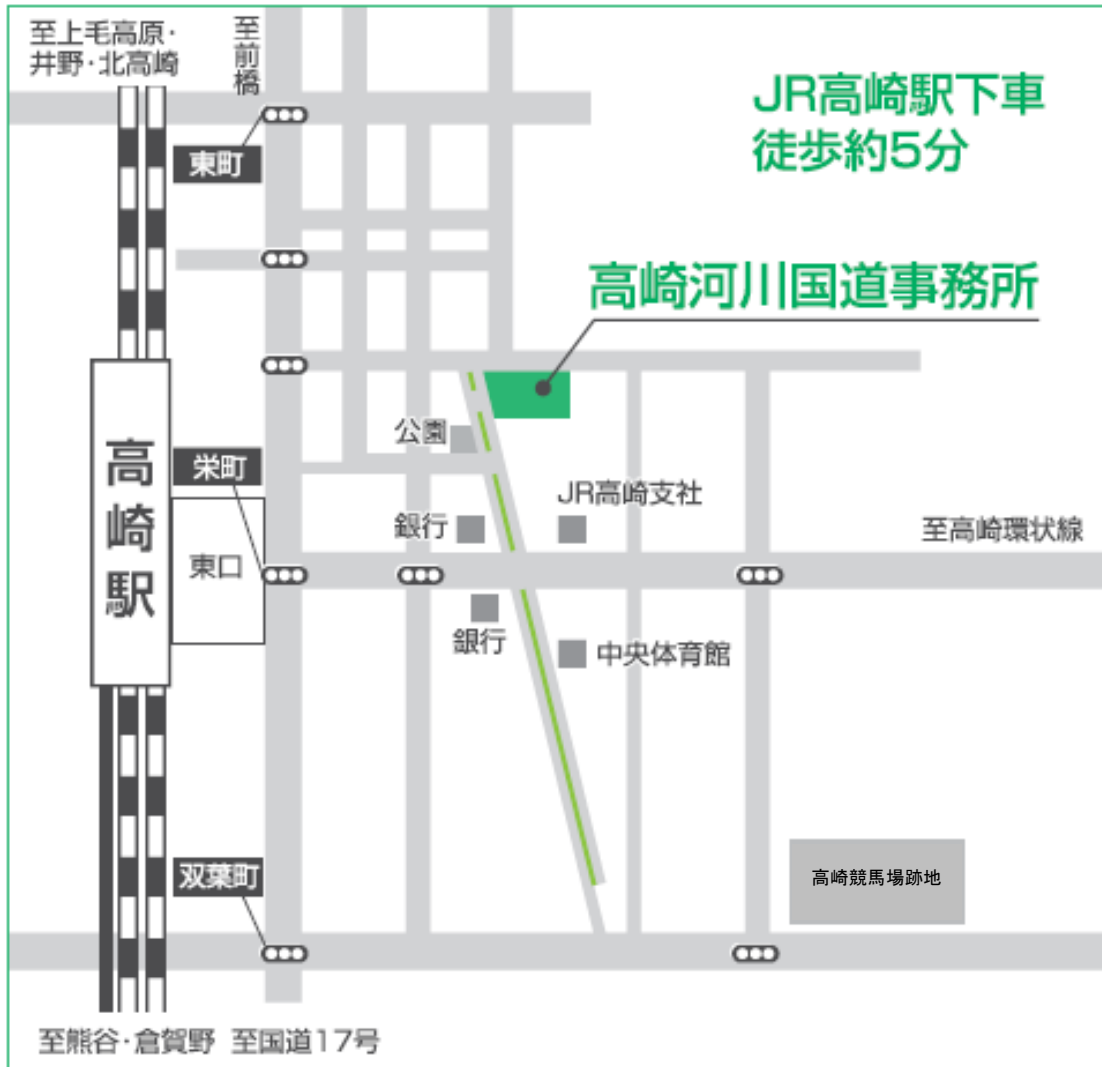 至上毛高原・
井野・北高崎
至前橋
JR高崎駅下車
徒歩約5分
東町
高崎河川国道事務所
公園
高崎駅
栄町
JR高崎支社
銀行
至高崎環状線
東口
銀行
中央体育館
双葉町
高崎競馬場跡地
至熊谷・倉賀野 至国道17号